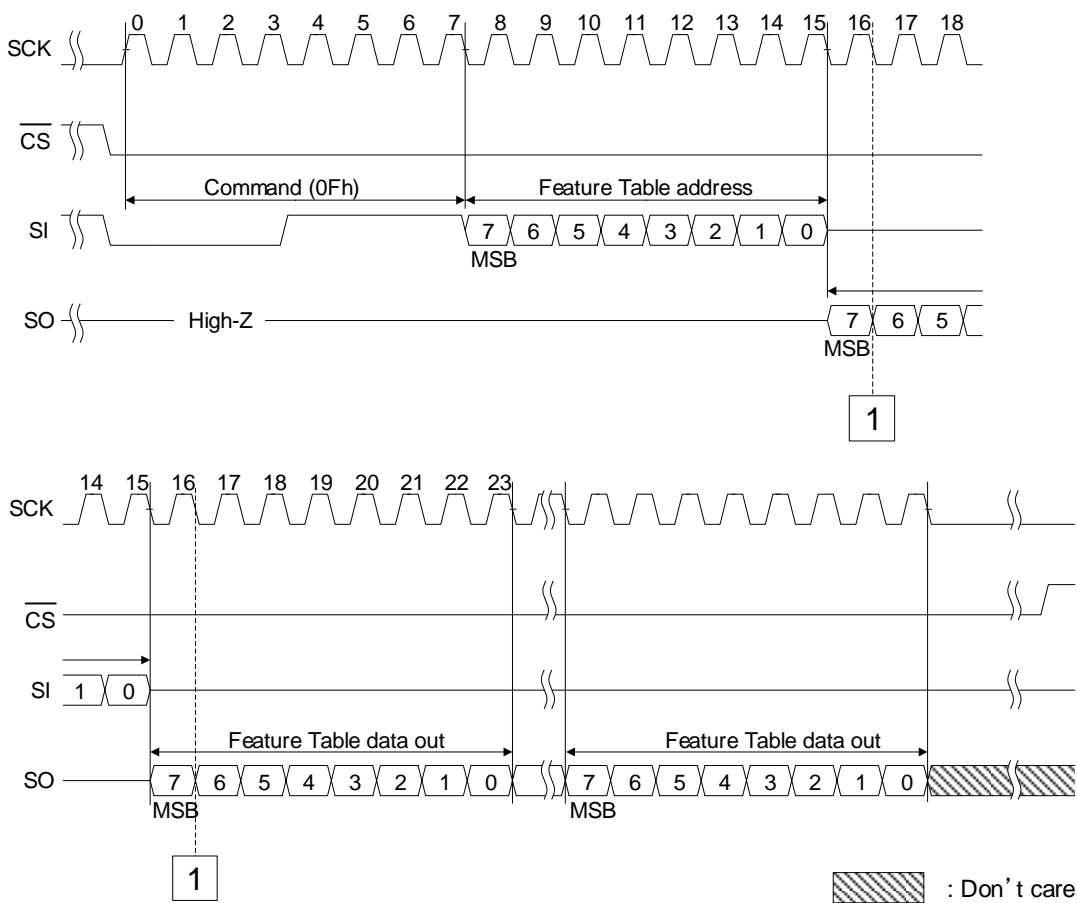 0 1 2 3 4 5 6 7 8 9 10 11 12 13 14 15 16 17 18
SCK
CS
Command (0Fh) Feature Table address
SI 7 6 5 4 3 2 1 0
MSB
SO High-Z 7 6 5
MSB
1
14 15 16 17 18 19 20 21 22 23
SCK
CS
SI 1 0
Feature Table data out Feature Table data out
SO 7 6 5 4 3 2 1 0 7 6 5 4 3 2 1 0
MSB MSB
1
: Don't care